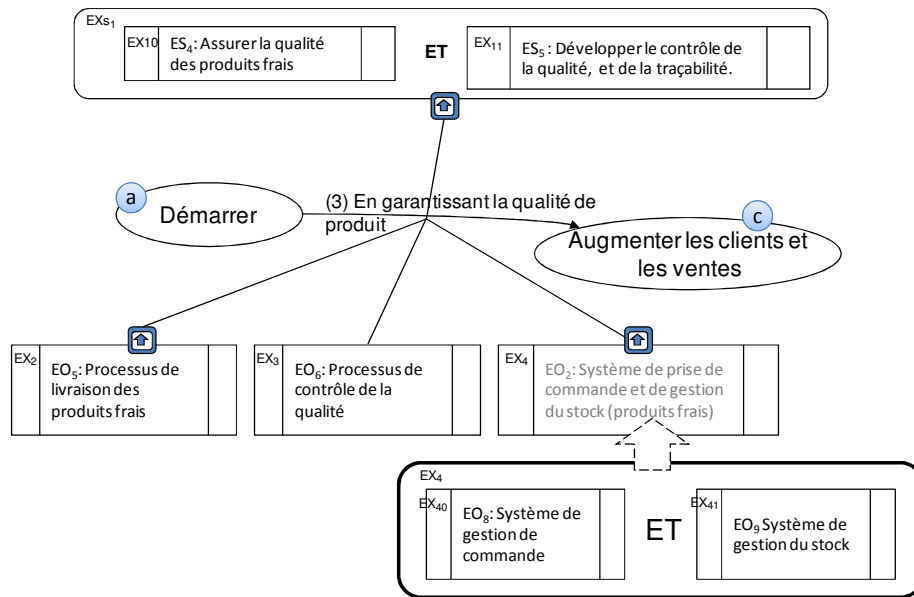 EXs1
EX10
ES4: Assurer la qualité
des produits frais
ET
EX11
ES5 : Développer le contrôle de
la qualité, et de la traçabilité.
a
Démarrer
(3) En garantissant la qualité de
produit
c
Augmenter les clients et
les ventes
EX2
EO5: Processus de
livraison des
produits frais
EX3
EO6: Processus de
contrôle de la
qualité
EX4
EO2: Système de prise de
commande et de gestion
du stock (produits frais)
EX4
EX40
EO8: Système de
gestion de
commande
ET
EX41
EO9 Système de
gestion du stock